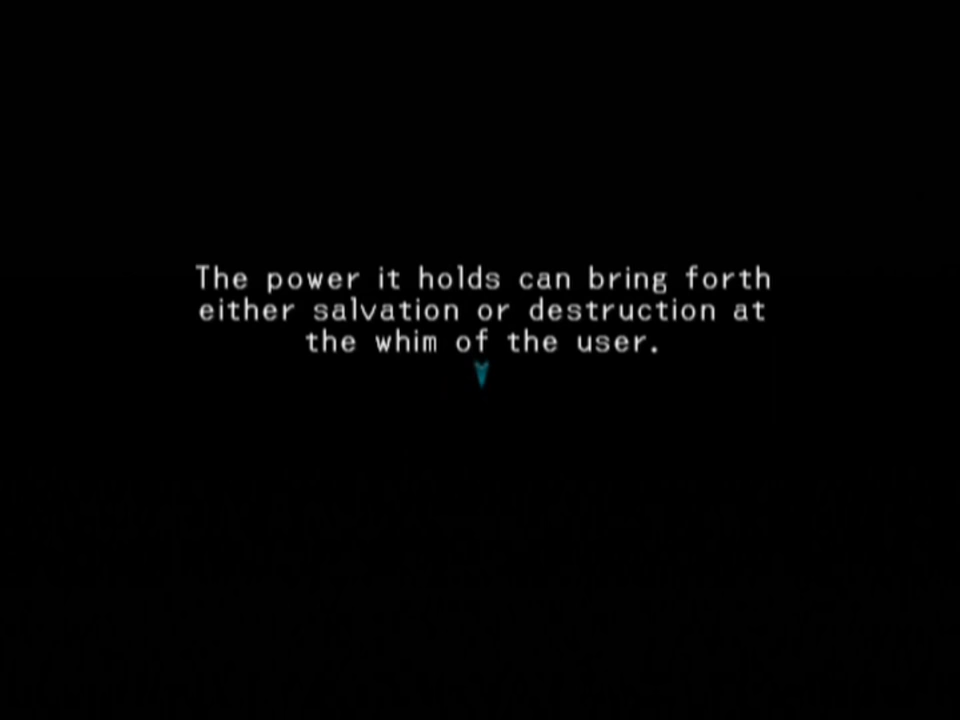 The power it holds can bring forth
either salvation or destruction at
the whim of the user.